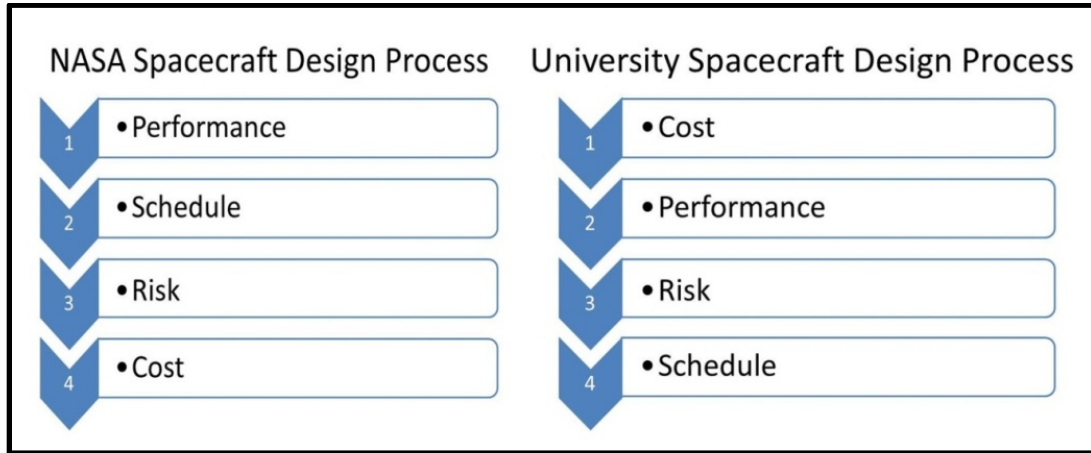 NASA Spacecraft Design Process
1
•Performance
2
•Schedule
3
•Risk
4
•Cost
University Spacecraft Design Process
1
•Cost
2
•Performance
3
•Risk
4
•Schedule